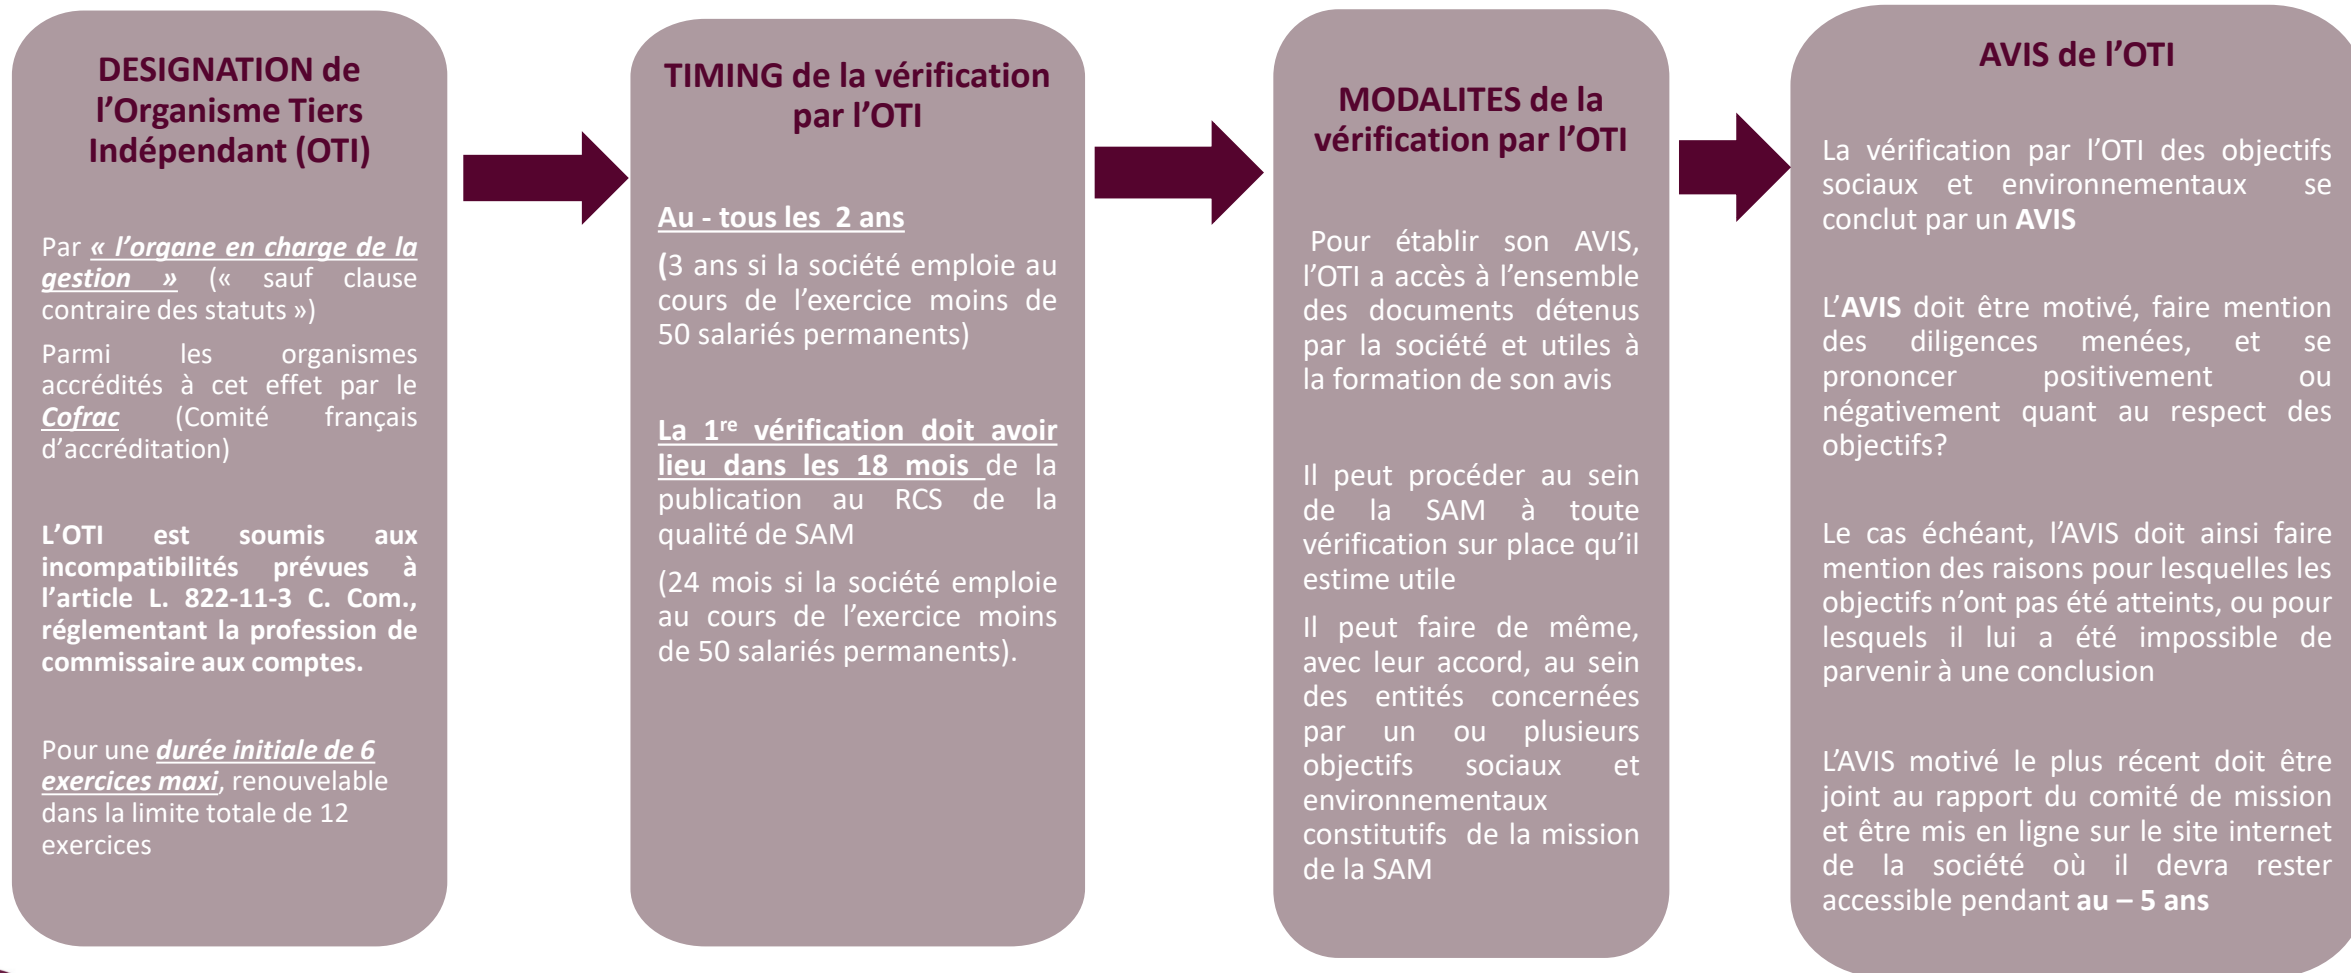 DESIGNATION de
l’Organisme Tiers
Indépendant (OTI)
Par « l’organe en charge de la
gestion » (« sauf clause
contraire des statuts »)
Parmi les organismes
accrédités à cet effet par le
Cofrac (Comité français
d’accréditation)
L’OTI est soumis aux
incompatibilités prévues à
l’article L. 822-11-3 C. Com.,
réglementant la profession de
commissaire aux comptes.
Pour une durée initiale de 6
exercices maxi, renouvelable
dans la limite totale de 12
exercices
TIMING de la vérification
par l’OTI
Au - tous les 2 ans
(3 ans si la société emploie au
cours de l’exercice moins de
50 salariés permanents)
La 1re vérification doit avoir
lieu dans les 18 mois de la
publication au RCS de la
qualité de SAM
(24 mois si la société emploie
au cours de l’exercice moins
de 50 salariés permanents).
MODALITES de la
vérification par l’OTI
Pour établir son AVIS,
l’OTI a accès à l’ensemble
des documents détenus
par la société et utiles à
la formation de son avis
Il peut procéder au sein
de la SAM à toute
vérification sur place qu’il
estime utile
Il peut faire de même,
avec leur accord, au sein
des entités concernées
par un ou plusieurs
objectifs sociaux et
environnementaux
constitutifs de la mission
de la SAM
AVIS de l’OTI
La vérification par l’OTI des objectifs
sociaux et environnementaux se
conclut par un AVIS
L’AVIS doit être motivé, faire mention
des diligences menées, et se
prononcer positivement ou
négativement quant au respect des
objectifs?
Le cas échéant, l’AVIS doit ainsi faire
mention des raisons pour lesquelles les
objectifs n’ont pas été atteints, ou pour
lesquels il lui a été impossible de
parvenir à une conclusion
L’AVIS motivé le plus récent doit être
joint au rapport du comité de mission
et être mis en ligne sur le site internet
de la société où il devra rester
accessible pendant au – 5 ans